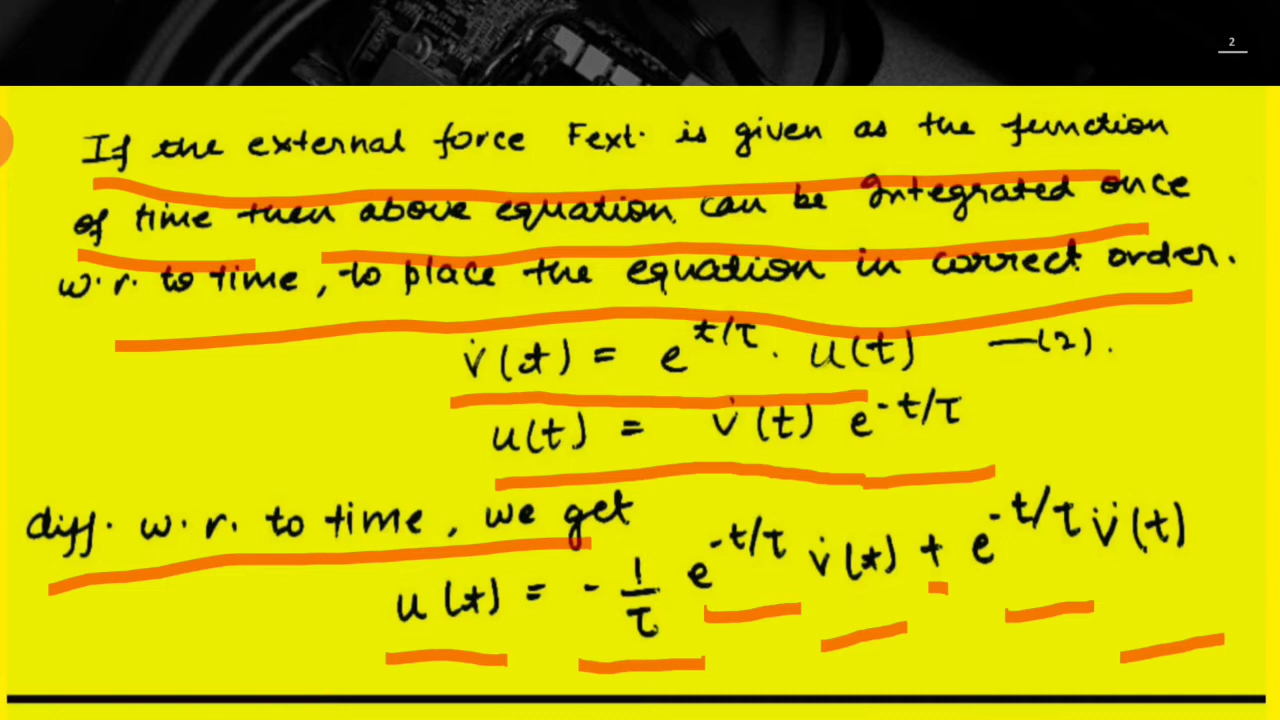 2
If the external force Fext. is given as the function
of time then above equation can be Integrated once
w.r. to time, to place the equation in correct order.
v̇(t) = e^{t/τ} . u(t) —(2).
u(t) = v̇(t) e^{-t/τ}
diff. w.r. to time, we get
u(t) = - 1/τ e^{-t/τ} v̇(t) + e^{-t/τ} v̈(t)